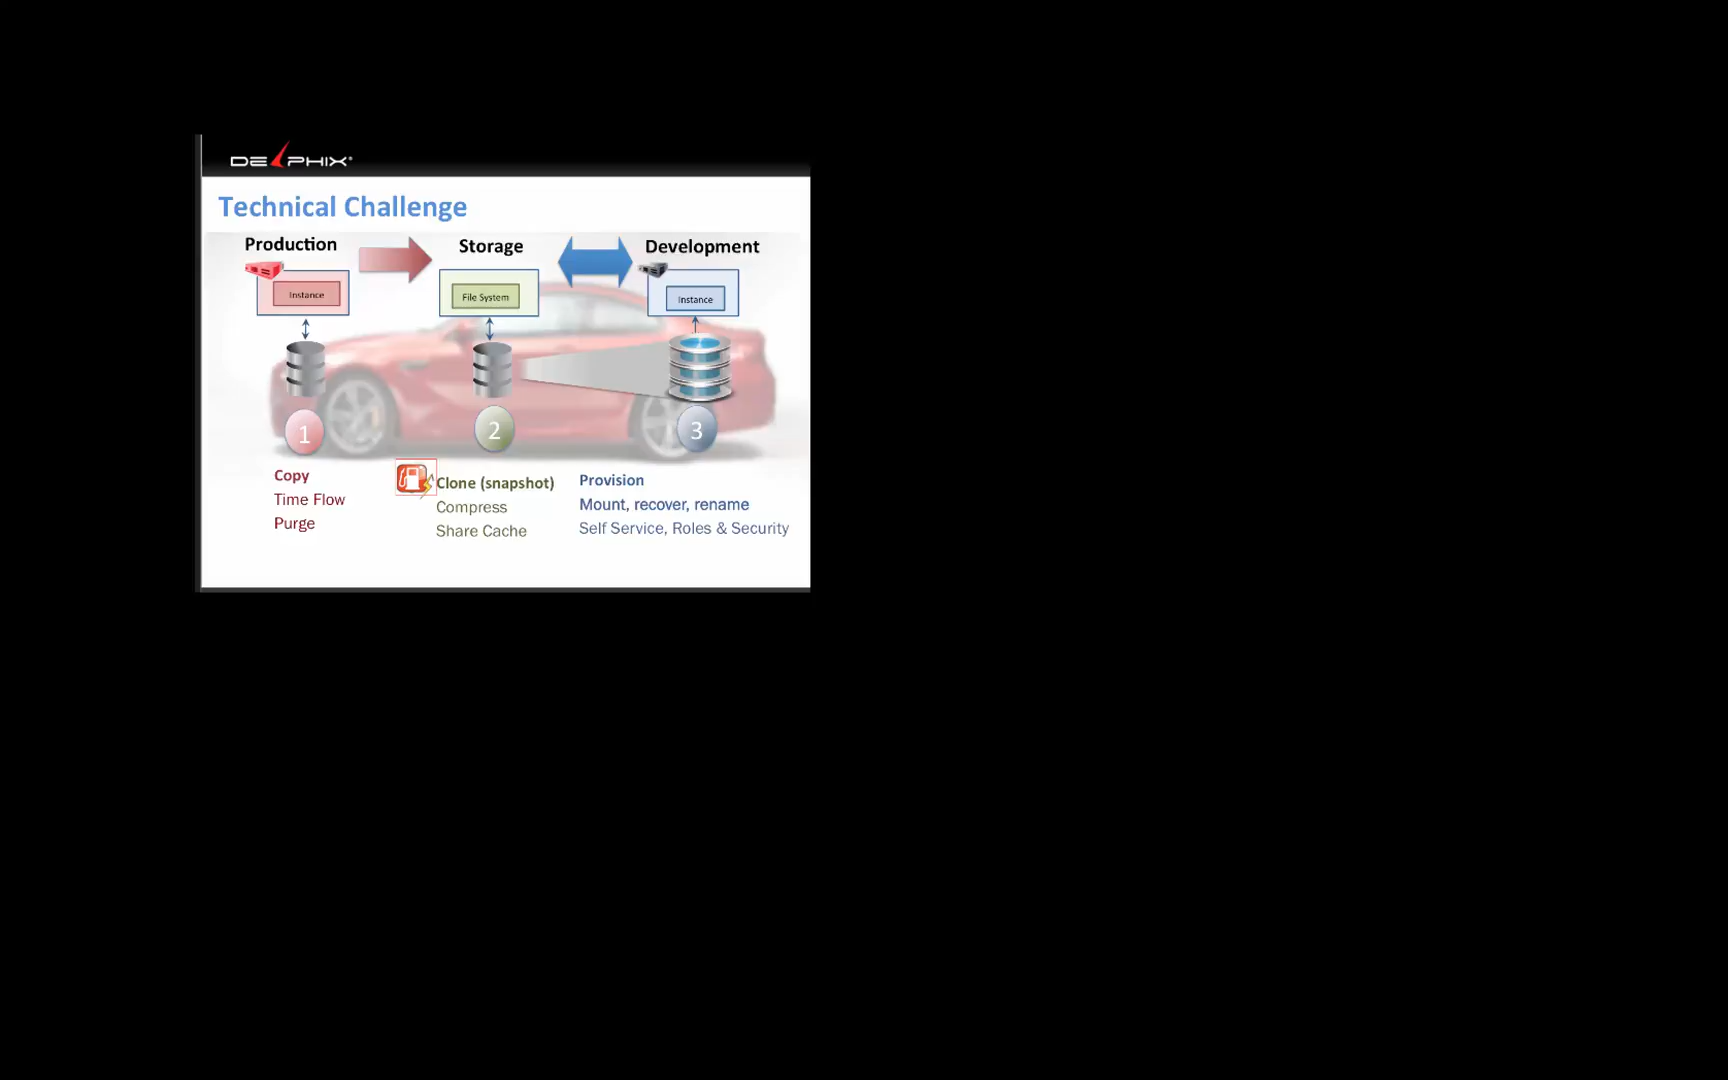 DELPHIX®
Technical Challenge
Production
Storage
Development
Instance
File System
Instance
1
2
3
Copy
Time Flow
Purge
Clone (snapshot)
Compress
Share Cache
Provision
Mount, recover, rename
Self Service, Roles & Security